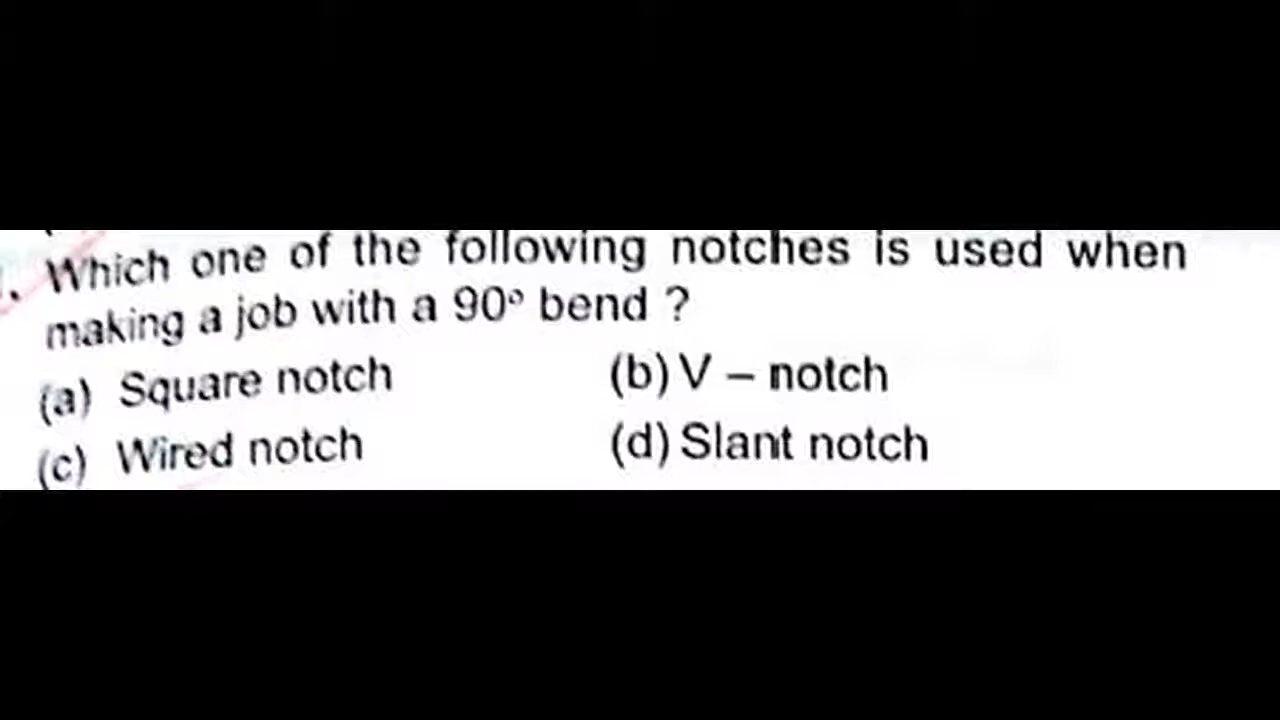 . Which one of the following notches is used when
making a job with a 90° bend ?
(a) Square notch (b) V – notch
(c) Wired notch (d) Slant notch